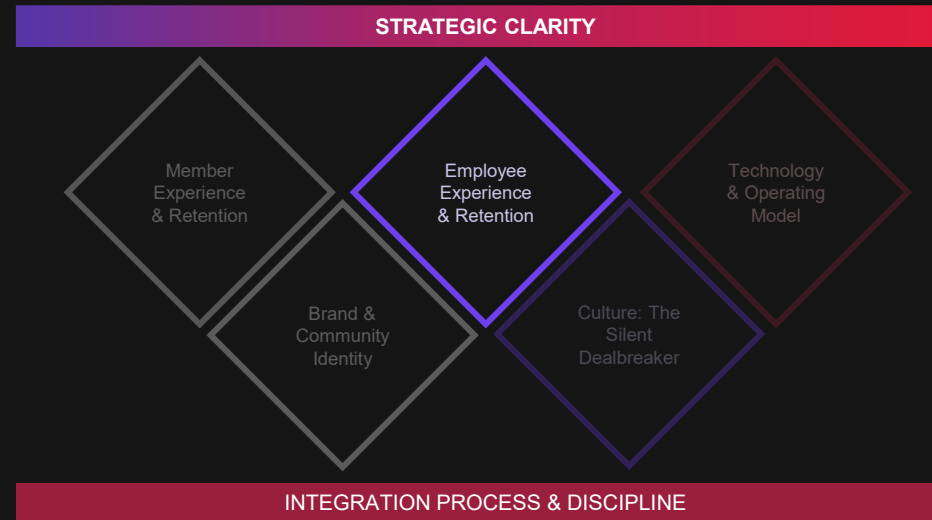 STRATEGIC CLARITY
Member
Experience
& Retention
Employee
Experience
& Retention
Technology
& Operating
Model
Brand &
Community
Identity
Culture: The
Silent
Dealbreaker
INTEGRATION PROCESS & DISCIPLINE